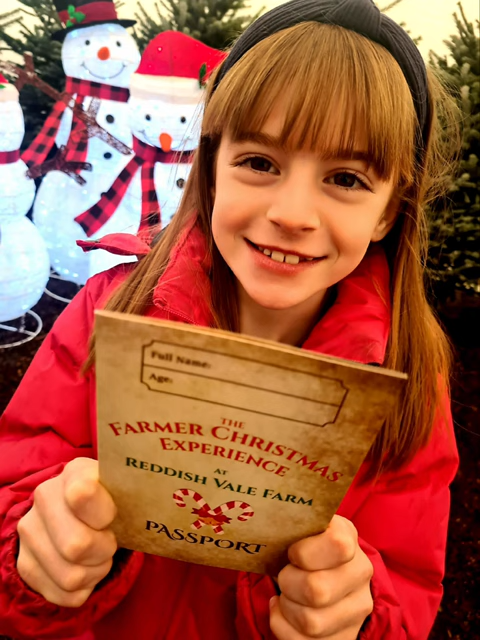 Full Name:
Age:
THE
FARMER CHRISTMAS
EXPERIENCE
AT
REDDISH VALE FARM
PASSPORT